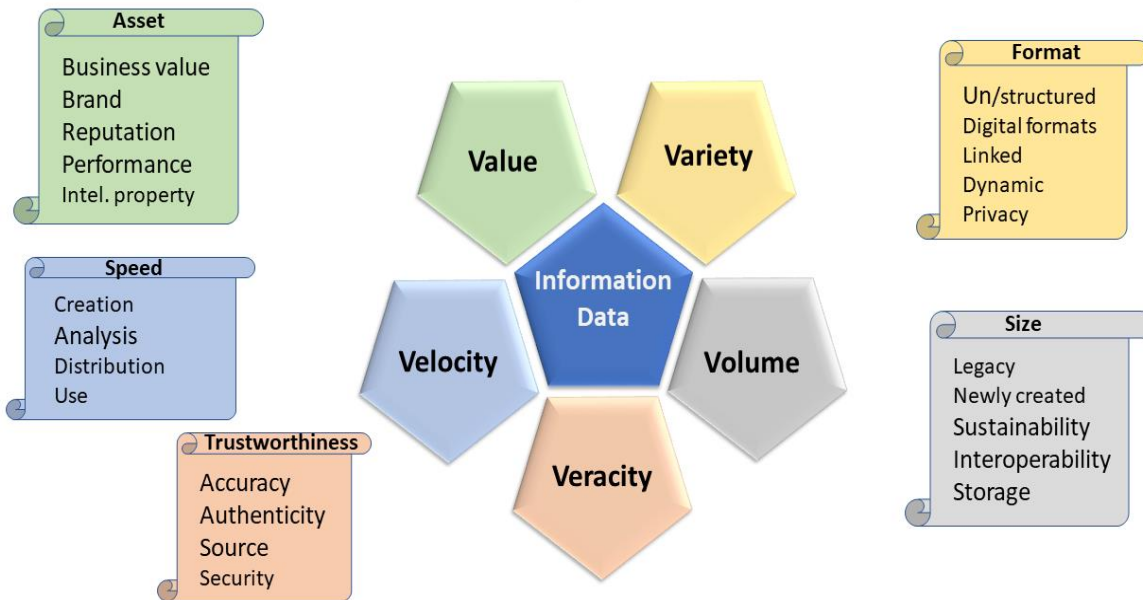 Asset
Business value
Brand
Reputation
Performance
Intel. property
Speed
Creation
Analysis
Distribution
Use
Trustworthiness
Accuracy
Authenticity
Source
Security
Value
Variety
Information
Data
Velocity
Volume
Veracity
Format
Un/structured
Digital formats
Linked
Dynamic
Privacy
Size
Legacy
Newly created
Sustainability
Interoperability
Storage